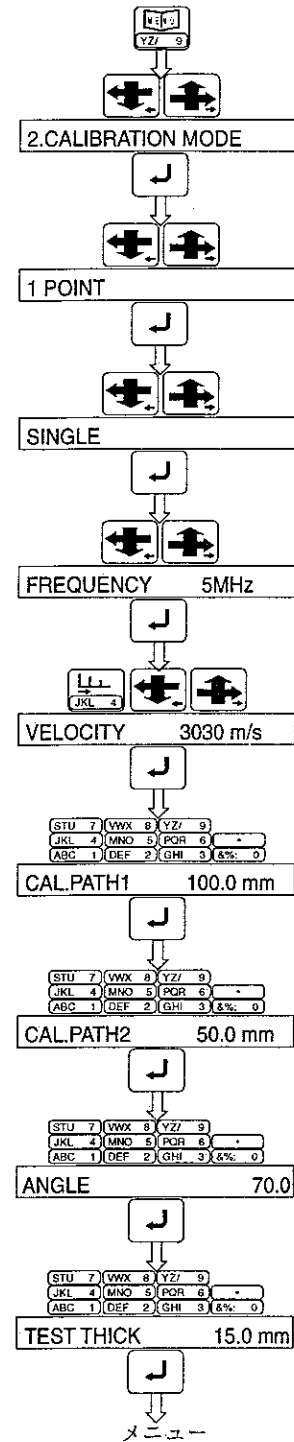 MENU
YZ/ 9
2.CALIBRATION MODE
1 POINT
SINGLE
FREQUENCY 5MHz
JKL 4
VELOCITY 3030 m/s
STU 7 VWX 8 YZ/ 9
JKL 4 MNO 5 PQR 6 ・
ABC 1 DEF 2 GHI 3 &%: 0
CAL.PATH1 100.0 mm
STU 7 VWX 8 YZ/ 9
JKL 4 MNO 5 PQR 6 ・
ABC 1 DEF 2 GHI 3 &%: 0
CAL.PATH2 50.0 mm
STU 7 VWX 8 YZ/ 9
JKL 4 MNO 5 PQR 6 ・
ABC 1 DEF 2 GHI 3 &%: 0
ANGLE 70.0
STU 7 VWX 8 YZ/ 9
JKL 4 MNO 5 PQR 6 ・
ABC 1 DEF 2 GHI 3 &%: 0
TEST THICK 15.0 mm
メニュー